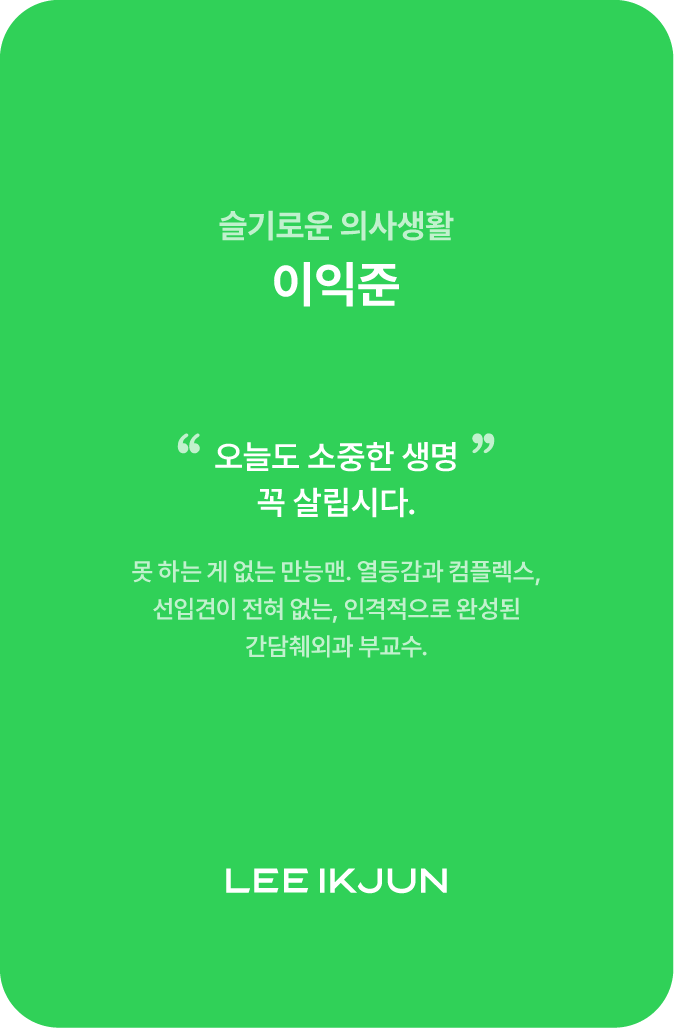 슬기로운 의사생활
이익준
“ 오늘도 소중한 생명 ”
꼭 살립시다.
못 하는 게 없는 만능맨. 열등감과 컴플렉스,
선입견이 전혀 없는, 인격적으로 완성된
간담췌외과 부교수.
LEE IKJUN